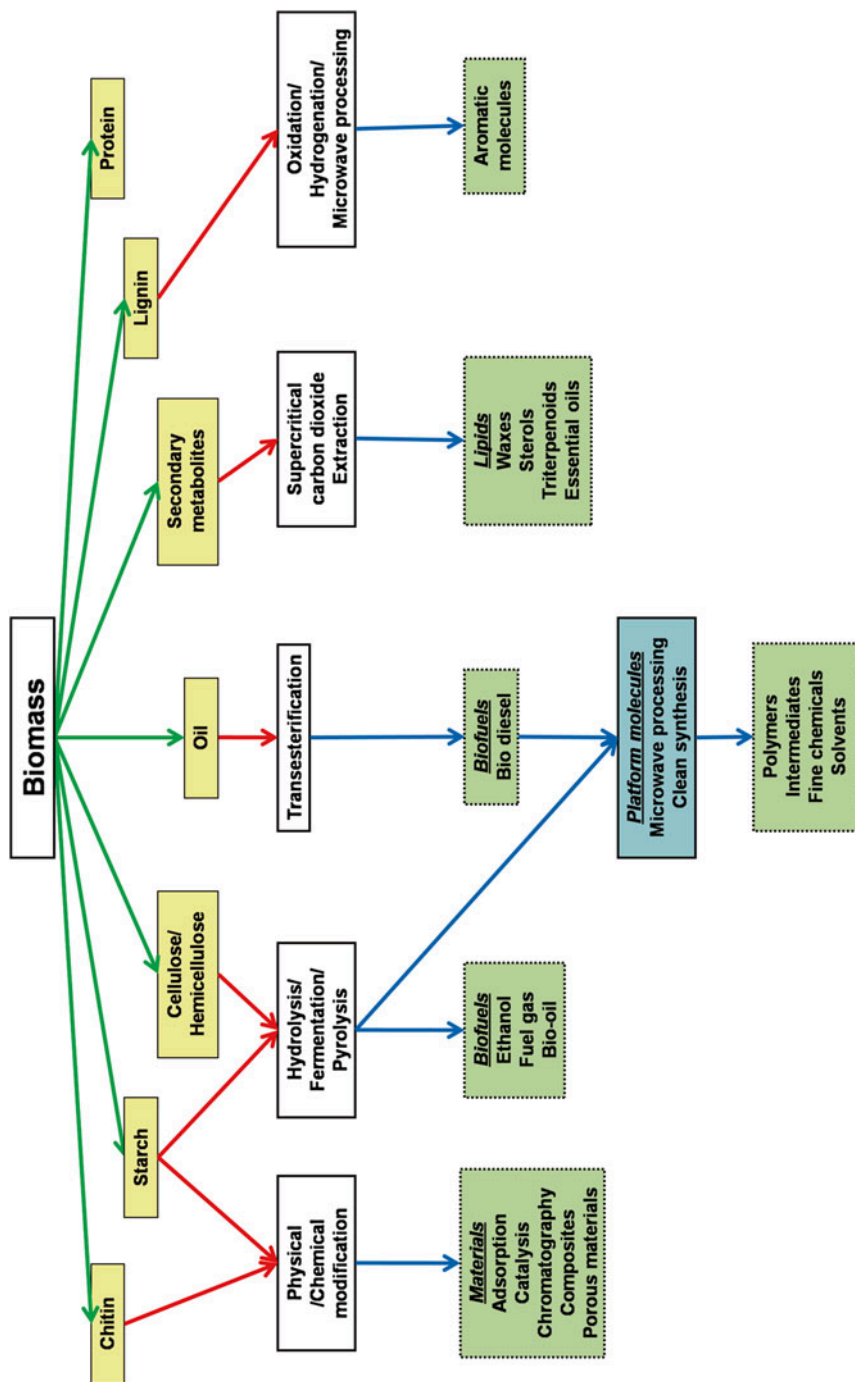 Biomass
Chitin
Starch
Cellulose/
Hemicellulose
Oil
Secondary
metabolites
Lignin
Protein
Physical
/Chemical
modification
Hydrolysis/
Fermentation/
Pyrolysis
Transesterification
Supercritical
carbon dioxide
Extraction
Oxidation/
Hydrogenation/
Microwave processing
Materials
Adsorption
Catalysis
Chromatography
Composites
Porous materials
Biofuels
Ethanol
Fuel gas
Bio-oil
Biofuels
Bio diesel
Lipids
Waxes
Sterols
Triterpenoids
Essential oils
Aromatic
molecules
Platform molecules
Microwave processing
Clean synthesis
Polymers
Intermediates
Fine chemicals
Solvents